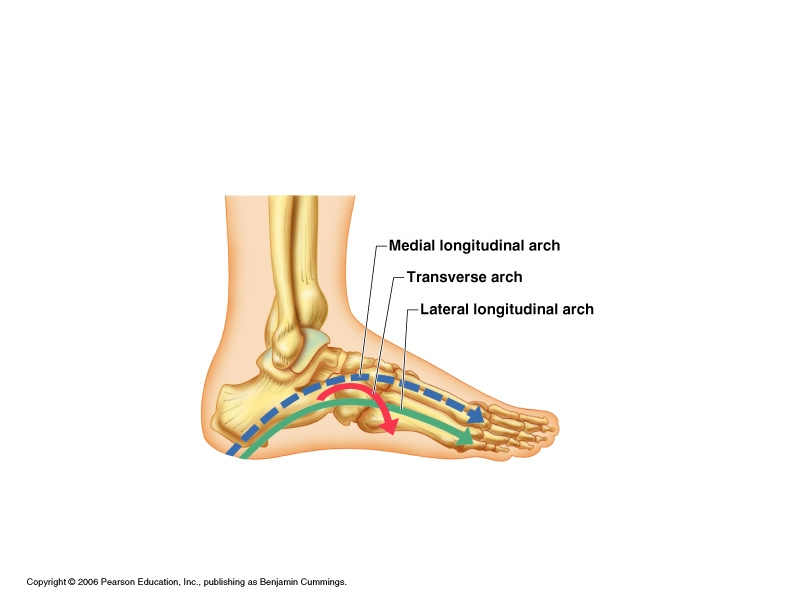 Medial longitudinal arch
Transverse arch
Lateral longitudinal arch
Copyright © 2006 Pearson Education, Inc., publishing as Benjamin Cummings.